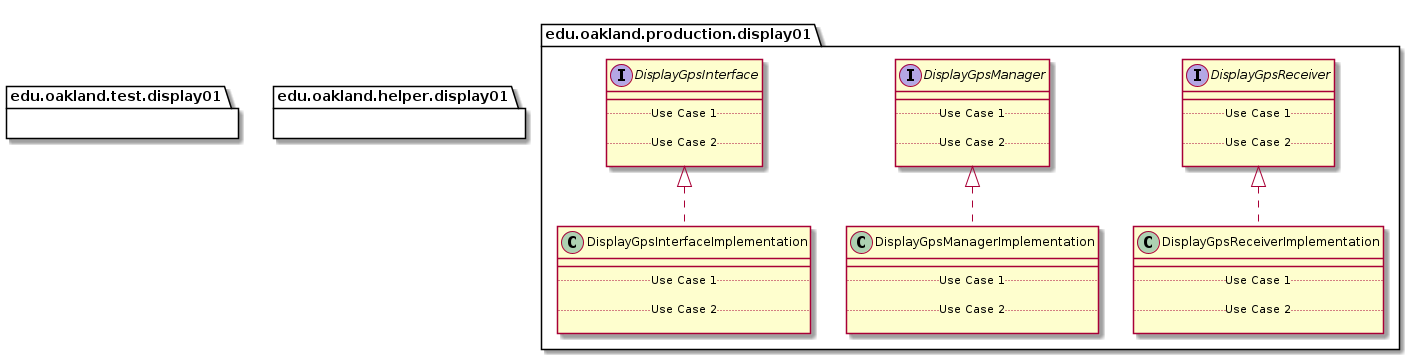 edu.oakland.test.display01
edu.oakland.helper.display01
edu.oakland.production.display01
I DisplayGpsInterface
Use Case 1
Use Case 2
I DisplayGpsManager
Use Case 1
Use Case 2
I DisplayGpsReceiver
Use Case 1
Use Case 2
C DisplayGpsInterfaceImplementation
Use Case 1
Use Case 2
C DisplayGpsManagerImplementation
Use Case 1
Use Case 2
C DisplayGpsReceiverImplementation
Use Case 1
Use Case 2